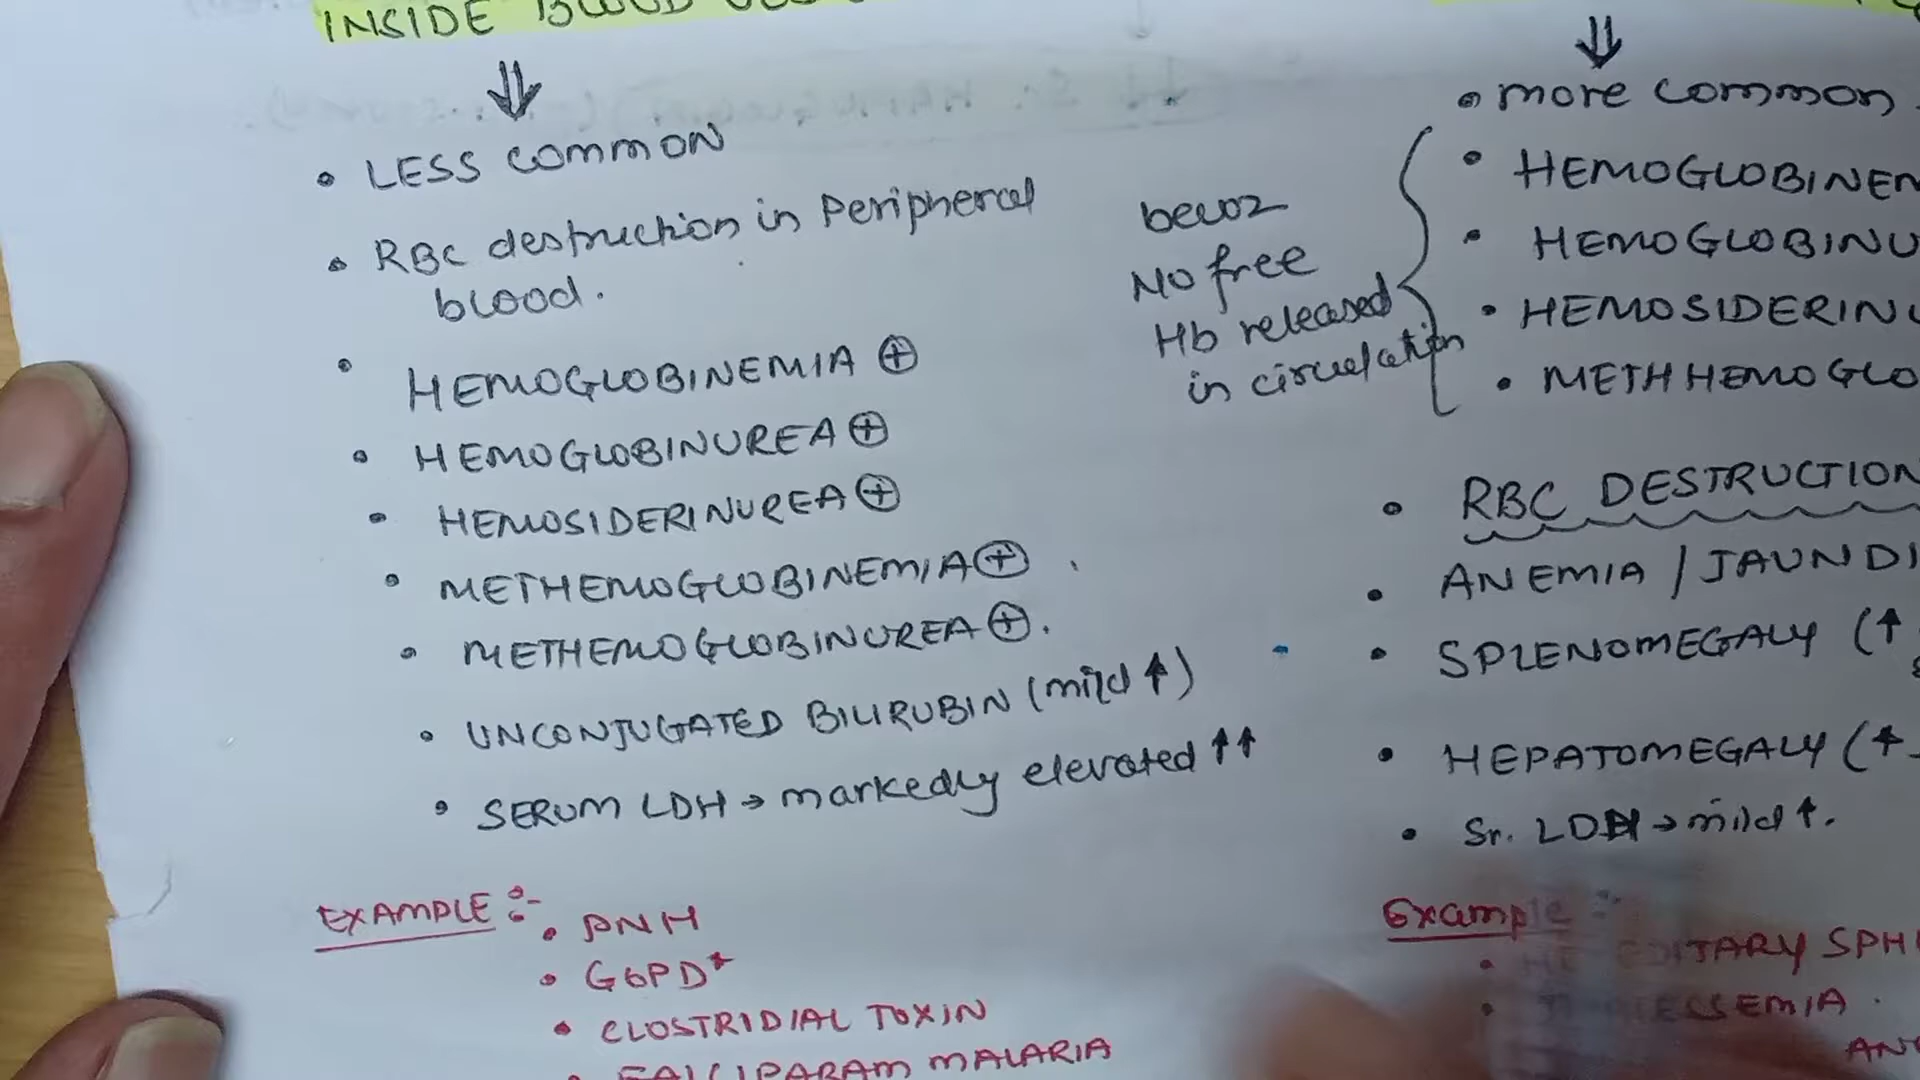 INSIDE BLOOD
⇓
• LESS COMMON
• RBC destruction in Peripheral
blood.
• HEMOGLOBINEMIA ⊕
• HEMOGLOBINUREA ⊕
• HEMOSIDERINUREA ⊕
• METHEMOGLOBINEMIA ⊕.
• METHEMOGLOBINUREA ⊕.
• UNCONJUGATED BILIRUBIN (mild ↑)
• SERUM LDH → markedly elevated ↑↑
EXAMPLE :-
• PNH
• G6PD*
• CLOSTRIDIAL TOXIN
• FALCIPARAM MALARIA
⇓
• more common.
becoz
No free
Hb released
in circulation
• HEMOGLOBINEM
• HEMOGLOBINU
• HEMOSIDERINU
• METHHEMOGLO
• RBC DESTRUCTION
• ANEMIA / JAUNDI
• SPLENOMEGALY (↑
• HEPATOMEGALY (↑
• Sr. LDH → mild ↑.
Example :-